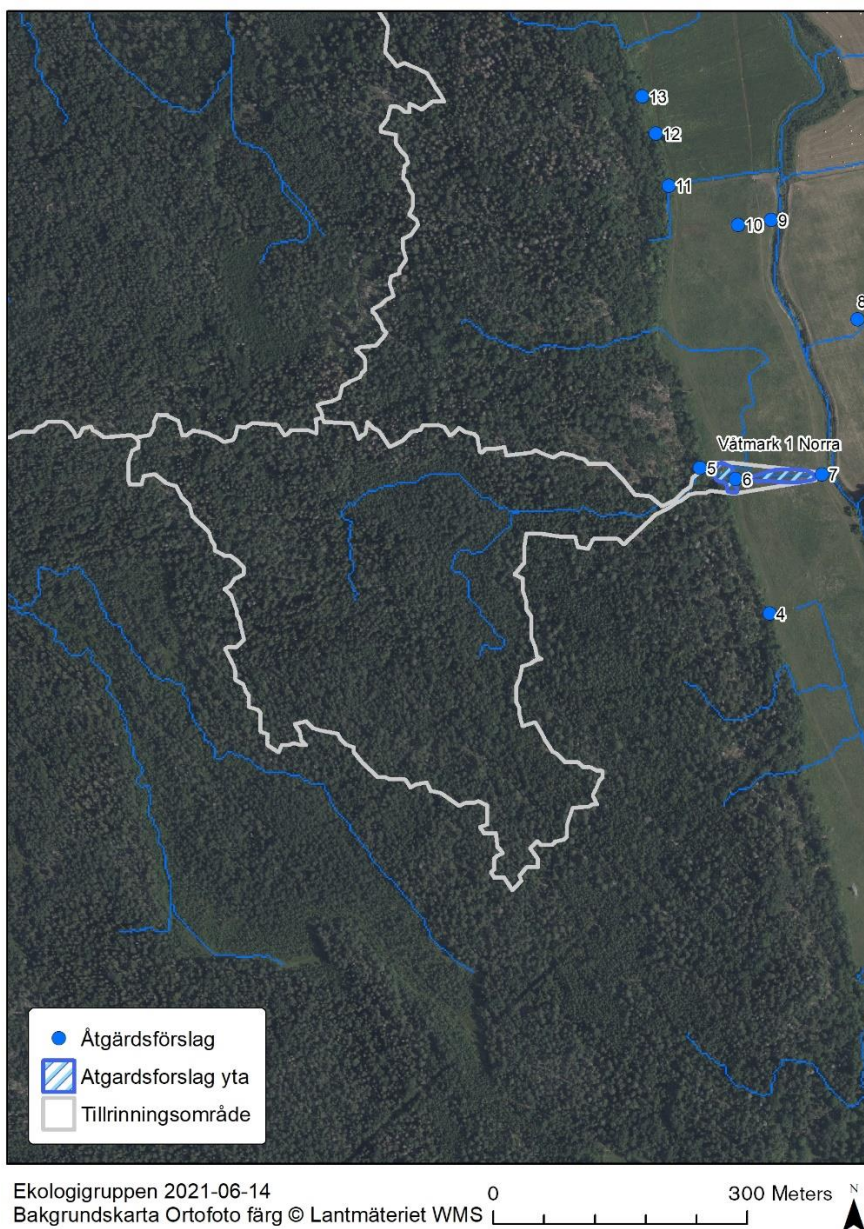 13
12
11
10
9
8
Våtmark 1 Norra
5
6
7
4
Åtgärdsförslag
Atgardsforslag yta
Tillrinningsområde
Ekologigruppen 2021-06-14
Bakgrundskarta Ortofoto färg © Lantmäteriet WMS
0
300 Meters
N